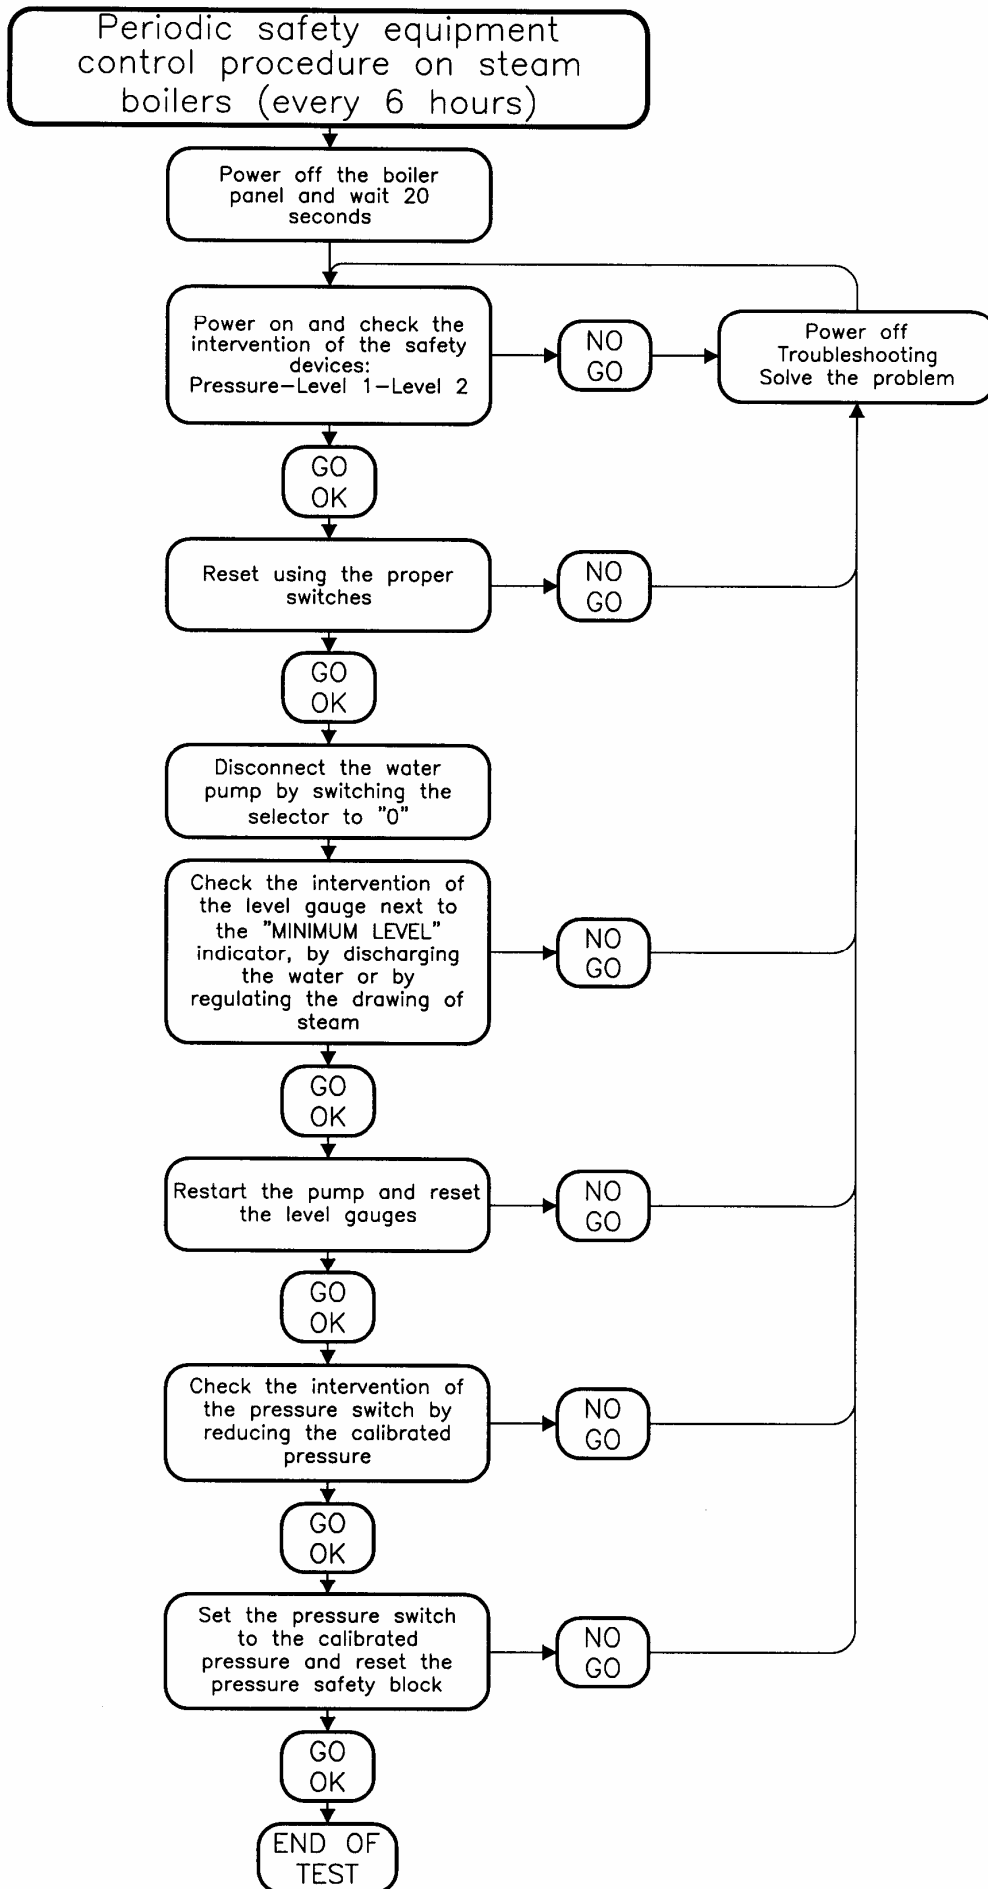 Periodic safety equipment
control procedure on steam
boilers (every 6 hours)
Power off the boiler
panel and wait 20
seconds
Power on and check the
intervention of the safety
devices:
Pressure-Level 1-Level 2
NO
GO
Power off
Troubleshooting
Solve the problem
GO
OK
Reset using the proper
switches
NO
GO
GO
OK
Disconnect the water
pump by switching the
selector to "0"
Check the intervention of
the level gauge next to
the "MINIMUM LEVEL"
indicator, by discharging
the water or by
regulating the drawing of
steam
NO
GO
GO
OK
Restart the pump and reset
the level gauges
NO
GO
GO
OK
Check the intervention of
the pressure switch by
reducing the calibrated
pressure
NO
GO
GO
OK
Set the pressure switch
to the calibrated
pressure and reset the
pressure safety block
NO
GO
GO
OK
END OF
TEST